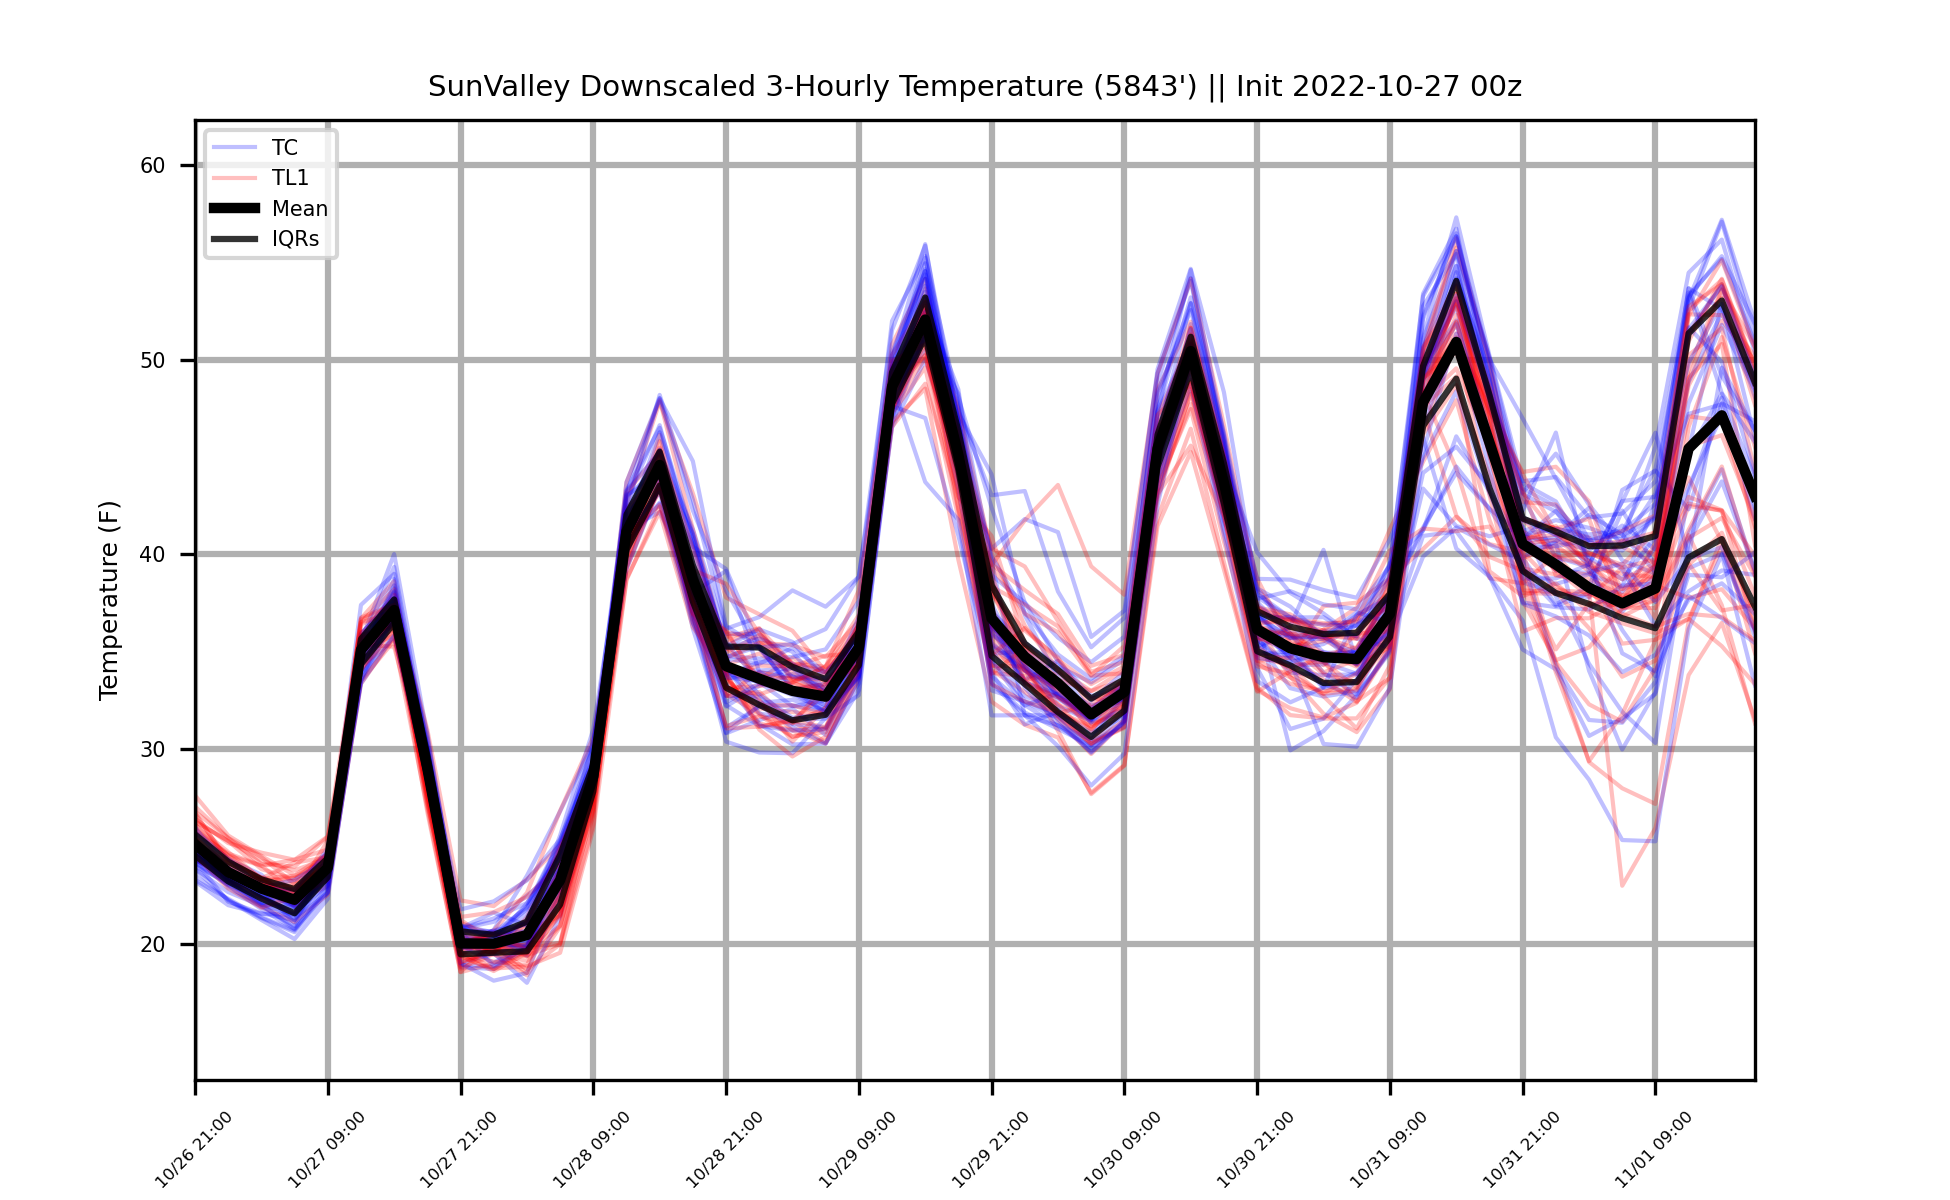 SunValley Downscaled 3-Hourly Temperature (5843') || Init 2022-10-27 00z
TC
TL1
Mean
IQRs
Temperature (F)
60
50
40
30
20
10/26 21:00
10/27 09:00
10/27 21:00
10/28 09:00
10/28 21:00
10/29 09:00
10/29 21:00
10/30 09:00
10/30 21:00
10/31 09:00
10/31 21:00
11/01 09:00